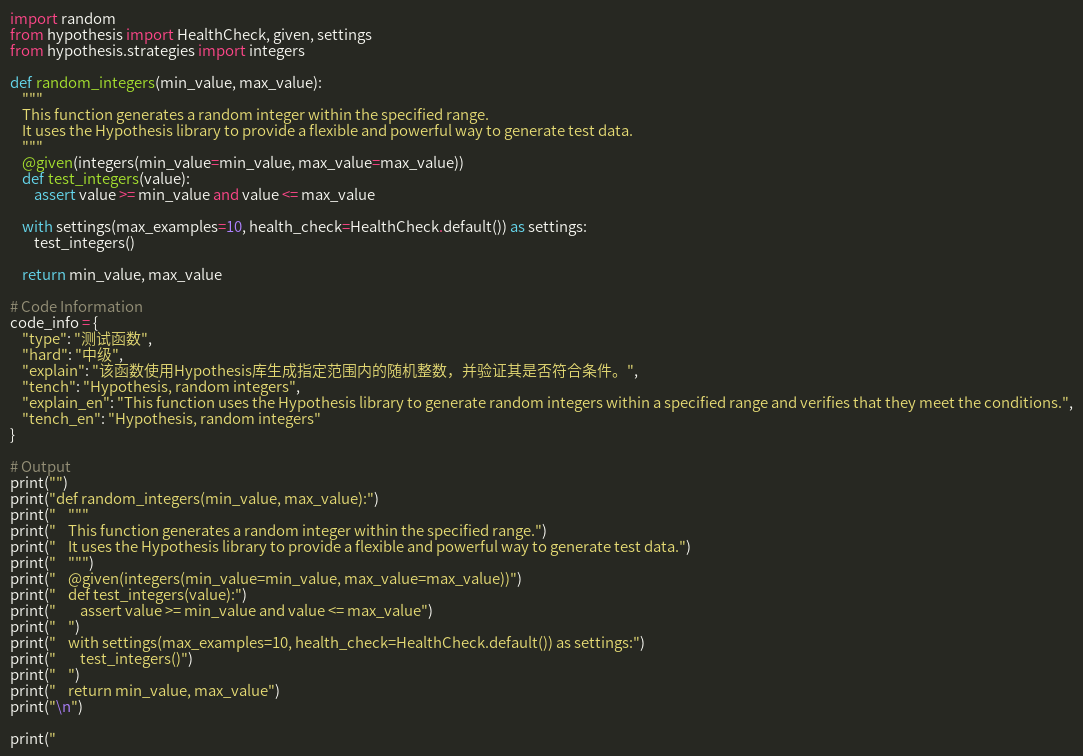 import random
from hypothesis import HealthCheck, given, settings
from hypothesis.strategies import integers

def random_integers(min_value, max_value):
    """
    This function generates a random integer within the specified range.
    It uses the Hypothesis library to provide a flexible and powerful way to generate test data.
    """
    @given(integers(min_value=min_value, max_value=max_value))
    def test_integers(value):
        assert value >= min_value and value <= max_value

    with settings(max_examples=10, health_check=HealthCheck.default()) as settings:
        test_integers()

    return min_value, max_value

# Code Information
code_info = {
    "type": "测试函数",
    "hard": "中级",
    "explain": "该函数使用Hypothesis库生成指定范围内的随机整数，并验证其是否符合条件。",
    "tench": "Hypothesis, random integers",
    "explain_en": "This function uses the Hypothesis library to generate random integers within a specified range and verifies that they meet the conditions.",
    "tench_en": "Hypothesis, random integers"
}

# Output
print("")
print("def random_integers(min_value, max_value):")
print("    """
print("    This function generates a random integer within the specified range.")
print("    It uses the Hypothesis library to provide a flexible and powerful way to generate test data.")
print("    """)
print("    @given(integers(min_value=min_value, max_value=max_value))")
print("    def test_integers(value):")
print("        assert value >= min_value and value <= max_value")
print("    ")
print("    with settings(max_examples=10, health_check=HealthCheck.default()) as settings:")
print("        test_integers()")
print("    ")
print("    return min_value, max_value")
print("\n")

print("